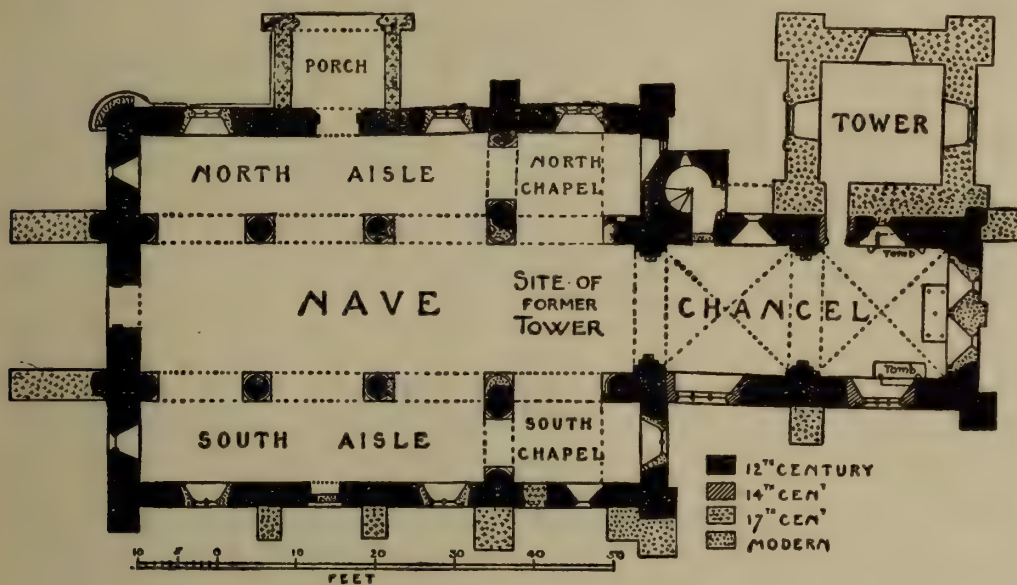 PORCH
TOWER
NORTH AISLE
NORTH
CHAPEL
Tomb
NAVE
SITE OF
FORMER
TOWER
CHANCEL
Tomb
SOUTH AISLE
SOUTH
CHAPEL
12TH CENTURY
14TH CENT
17TH CENT
MODERN
10 5 0 10 20 30 40 50
FEET